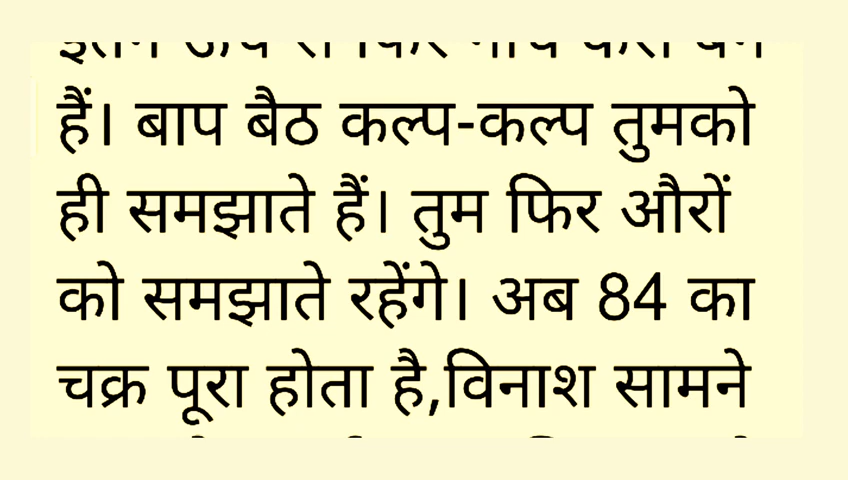 हैं। बाप बैठ कल्प-कल्प तुमको
ही समझाते हैं। तुम फिर औरों
को समझाते रहेंगे। अब 84 का
चक्र पूरा होता है,विनाश सामने